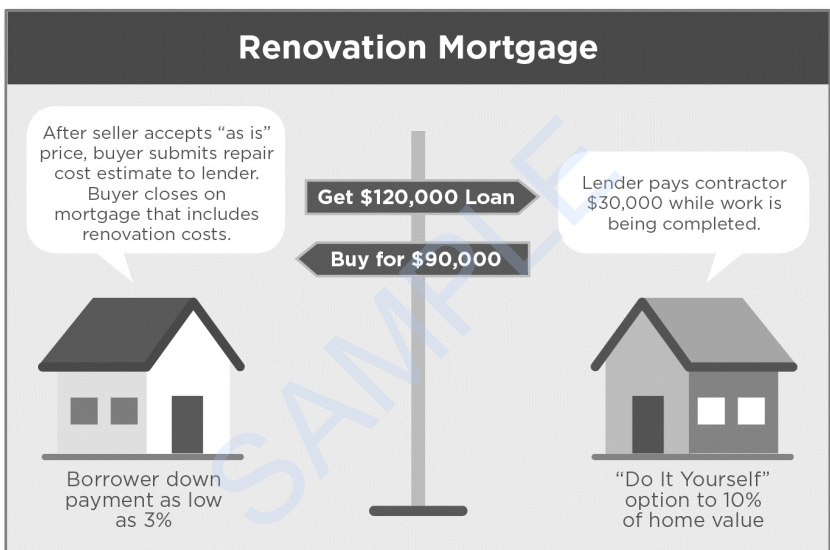 Renovation Mortgage
After seller accepts “as is”
price, buyer submits repair
cost estimate to lender.
Buyer closes on
mortgage that includes
renovation costs.
Get $120,000 Loan
Buy for $90,000
Lender pays contractor
$30,000 while work is
being completed.
Borrower down
payment as low
as 3%
“Do It Yourself”
option to 10%
of home value
SAMPLE